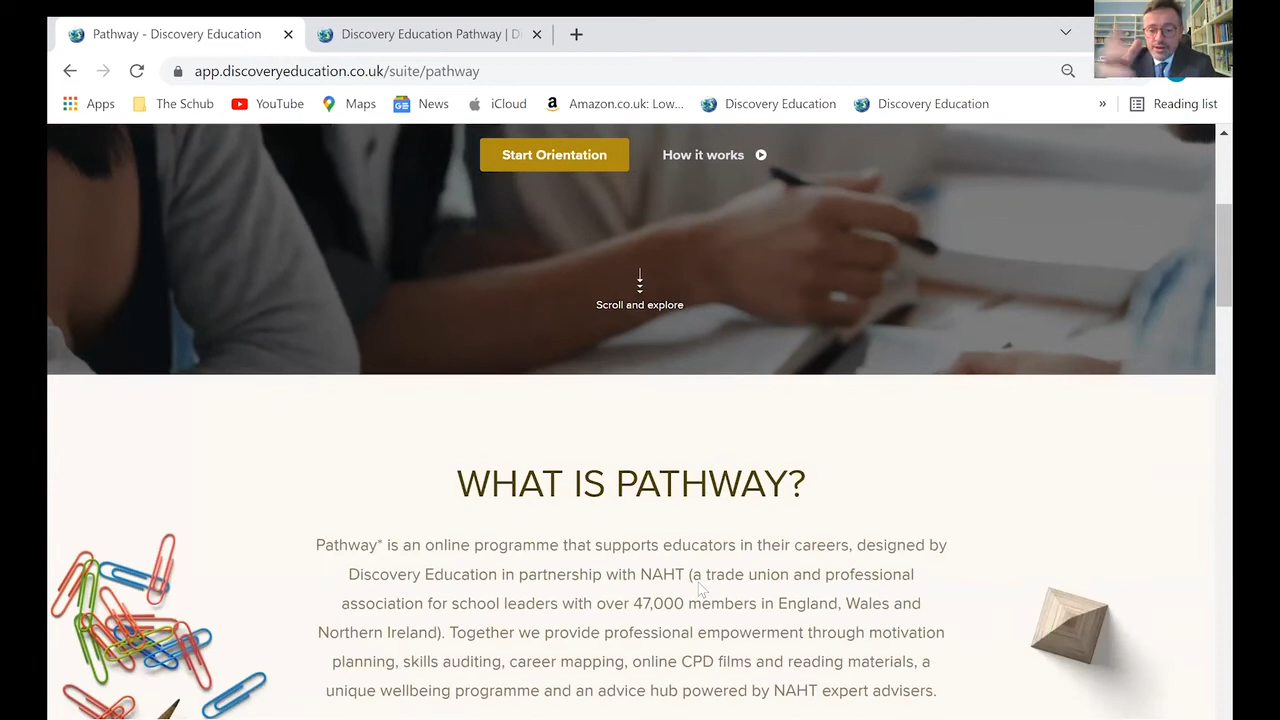 Pathway - Discovery Education
Discovery Education Pathway | D
app.discoveryeducation.co.uk/suite/pathway
Apps
The Schub
YouTube
Maps
News
iCloud
Amazon.co.uk: Low...
Discovery Education
Discovery Education
»
Reading list
Start Orientation
How it works
Scroll and explore
WHAT IS PATHWAY?
Pathway* is an online programme that supports educators in their careers, designed by
Discovery Education in partnership with NAHT (a trade union and professional
association for school leaders with over 47,000 members in England, Wales and
Northern Ireland). Together we provide professional empowerment through motivation
planning, skills auditing, career mapping, online CPD films and reading materials, a
unique wellbeing programme and an advice hub powered by NAHT expert advisers.